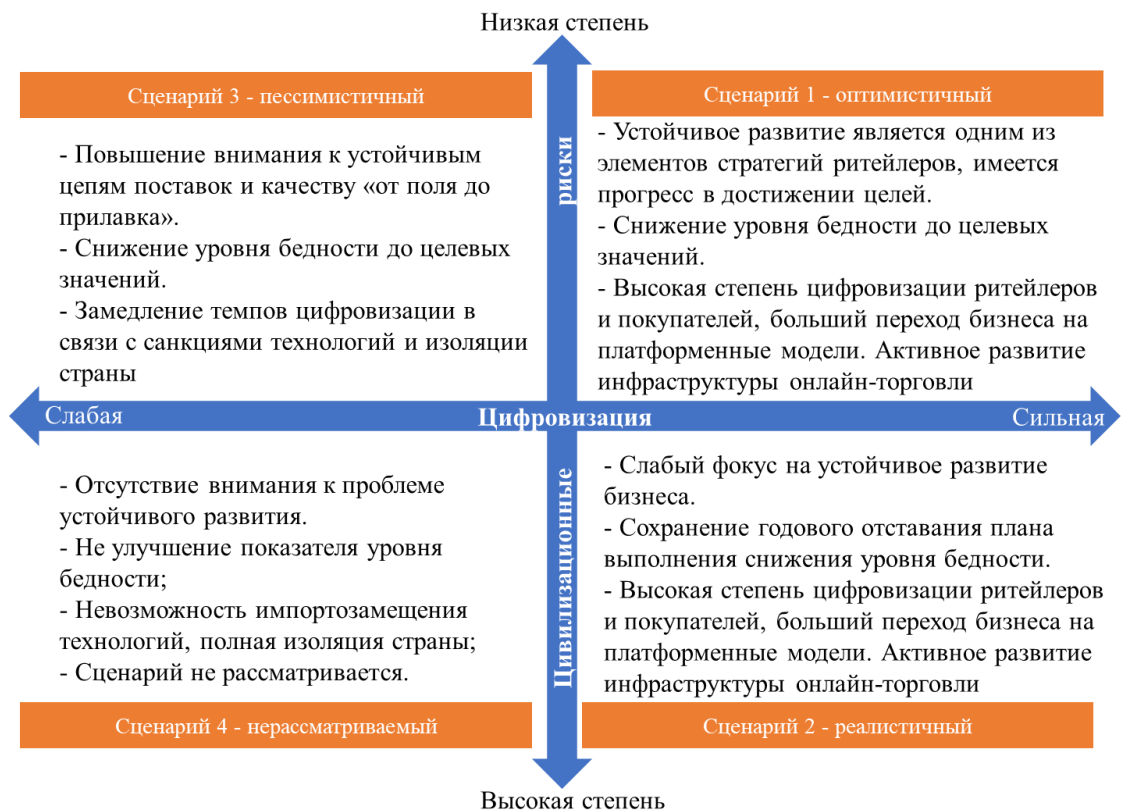 Низкая степень
Сценарий 3 - пессимистичный
- Повышение внимания к устойчивым
цепям поставок и качеству «от поля до
прилавка».
- Снижение уровня бедности до целевых
значений.
- Замедление темпов цифровизации в
связи с санкциями технологий и изоляции
страны
Сценарий 1 - оптимистичный
- Устойчивое развитие является одним из
элементов стратегий ритейлеров, имеется
прогресс в достижении целей.
- Снижение уровня бедности до целевых
значений.
- Высокая степень цифровизации ритейлеров
и покупателей, больший переход бизнеса на
платформенные модели. Активное развитие
инфраструктуры онлайн-торговли
риски
Слабая
Цифровизация
Сильная
Цивилизационные
- Отсутствие внимания к проблеме
устойчивого развития.
- Не улучшение показателя уровня
бедности;
- Невозможность импортозамещения
технологий, полная изоляция страны;
- Сценарий не рассматривается.
Сценарий 4 - нерассматриваемый
- Слабый фокус на устойчивое развитие
бизнеса.
- Сохранение годового отставания плана
выполнения снижения уровня бедности.
- Высокая степень цифровизации ритейлеров
и покупателей, больший переход бизнеса на
платформенные модели. Активное развитие
инфраструктуры онлайн-торговли
Сценарий 2 - реалистичный
Высокая степень